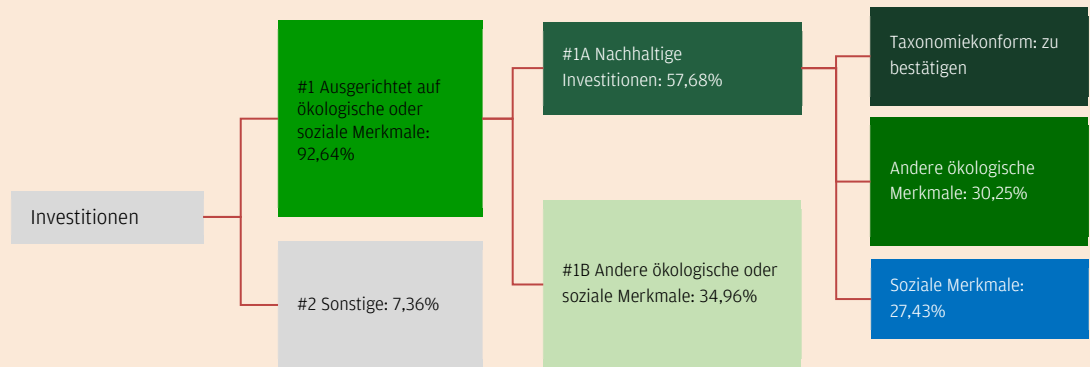 Investitionen
#1 Ausgerichtet auf
ökologische oder
soziale Merkmale:
92,64%
#2 Sonstige: 7,36%
#1A Nachhaltige
Investitionen: 57,68%
#1B Andere ökologische oder
soziale Merkmale: 34,96%
Taxonomiekonform: zu
bestätigen
Andere ökologische
Merkmale: 30,25%
Soziale Merkmale:
27,43%